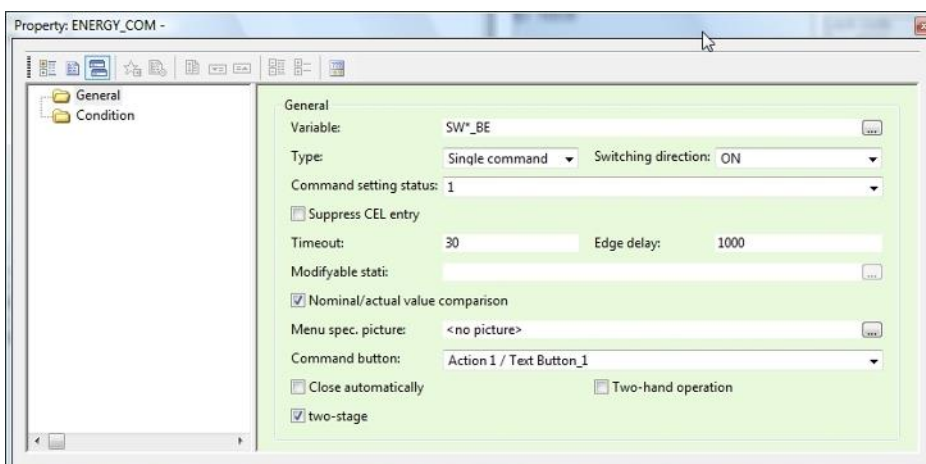 Property: ENERGY_COM -
General
Condition
General
Variable: SW*_BE ...
Type: Single command Switching direction: ON
Command setting status: 1
Suppress CEL entry
Timeout: 30 Edge delay: 1000
Modifyable stati: ...
Nominal/actual value comparison
Menu spec. picture: <no picture> ...
Command button: Action 1 / Text Button_1
Close automatically Two-hand operation
two-stage